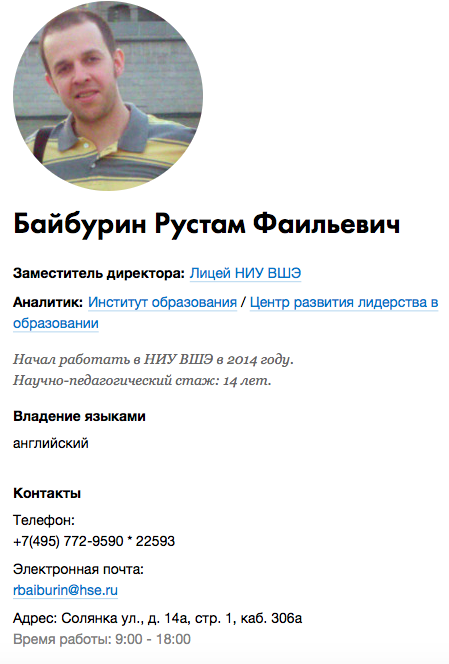 Байбурин Рустам Фаильевич
Заместитель директора: Лицей НИУ ВШЭ
Аналитик: Институт образования / Центр развития лидерства в
образовании
Начал работать в НИУ ВШЭ в 2014 году.
Научно-педагогический стаж: 14 лет.
Владение языками
английский
Контакты
Телефон:
+7(495) 772-9590 * 22593
Электронная почта:
rbaiburin@hse.ru
Адрес: Солянка ул., д. 14а, стр. 1, каб. 306а
Время работы: 9:00 - 18:00